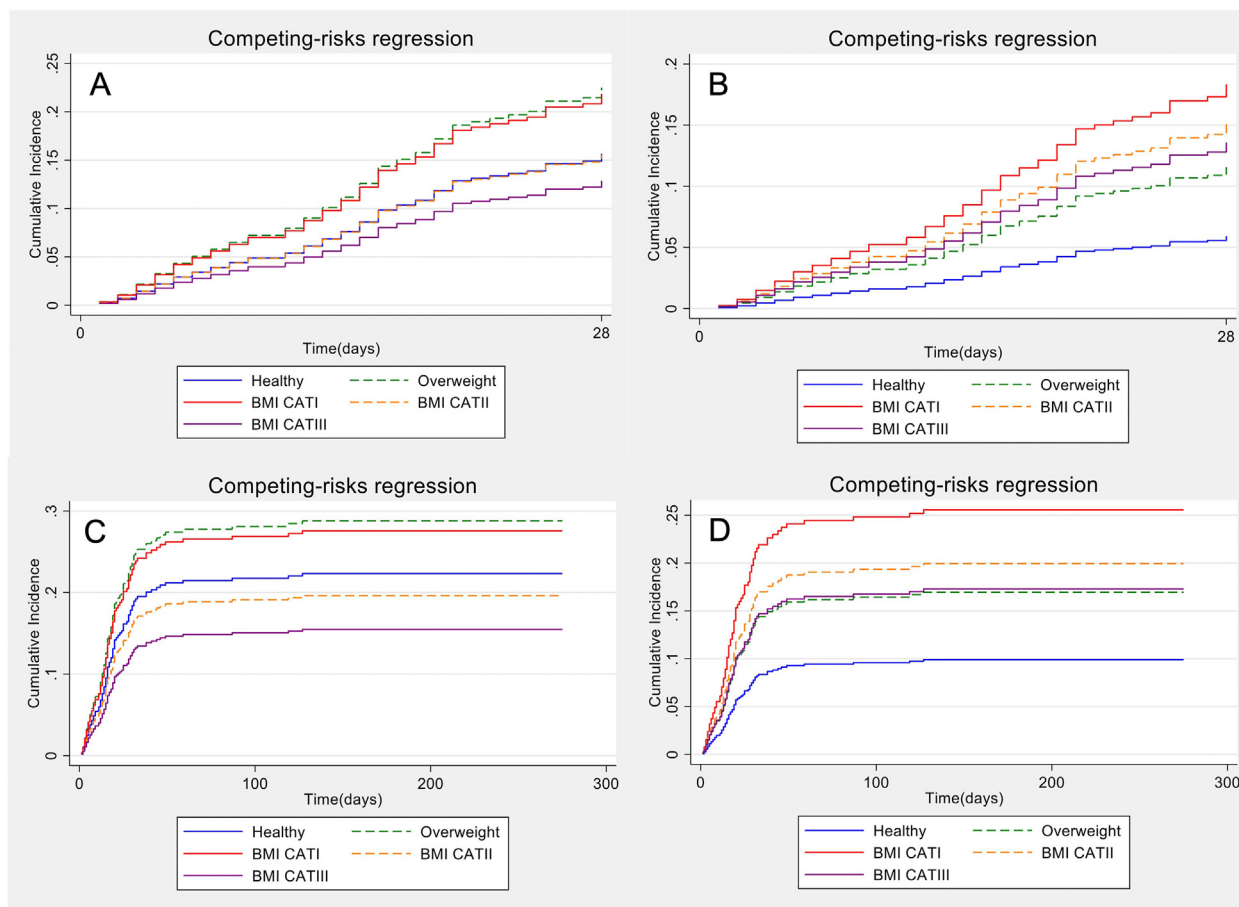 Competing-risks regression
A
Cumulative Incidence
.25
.2
.15
.1
.05
0
0 28
Time(days)
Healthy Overweight
BMI CATI BMI CATII
BMI CATIII
Competing-risks regression
B
Cumulative Incidence
.2
.15
.1
.05
0
0 28
Time(days)
Healthy Overweight
BMI CATI BMI CATII
BMI CATIII
Competing-risks regression
C
Cumulative Incidence
.3
.2
.1
0
0 100 200 300
Time(days)
Healthy Overweight
BMI CATI BMI CATII
BMI CATIII
Competing-risks regression
D
Cumulative Incidence
.25
.2
.15
.1
.05
0
0 100 200 300
Time(days)
Healthy Overweight
BMI CATI BMI CATII
BMI CATIII